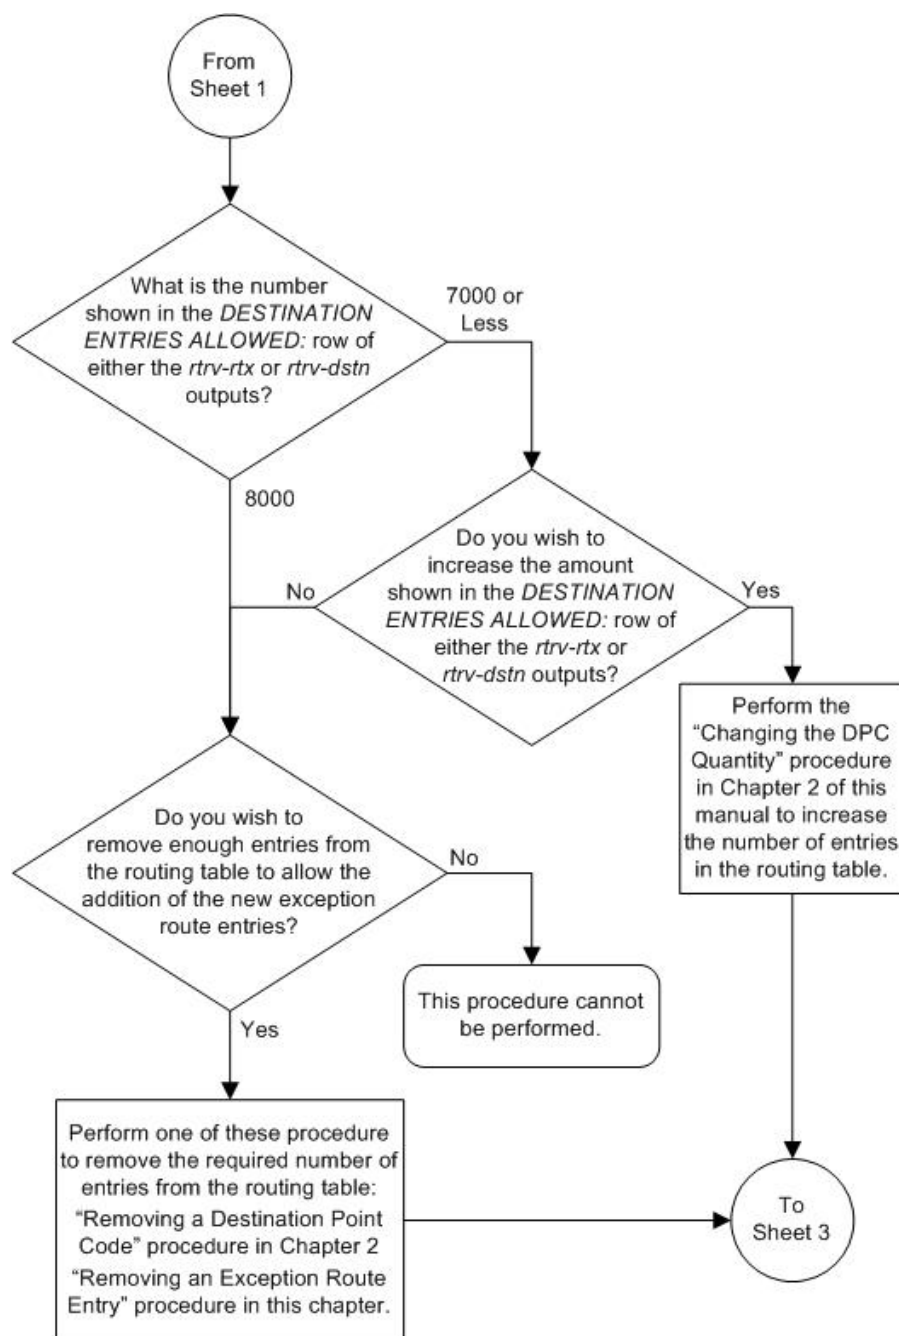 From
Sheet 1
What is the number
shown in the DESTINATION
ENTRIES ALLOWED: row of
either the rtrv-rtx or rtrv-dstn
outputs?
7000 or
Less
8000
Do you wish to
increase the amount
shown in the DESTINATION
ENTRIES ALLOWED: row of
either the rtrv-rtx or
rtrv-dstn outputs?
No
Yes
Perform the
“Changing the DPC
Quantity” procedure
in Chapter 2 of this
manual to increase
the number of entries
in the routing table.
Do you wish to
remove enough entries from
the routing table to allow the
addition of the new exception
route entries?
No
This procedure cannot
be performed.
Yes
Perform one of these procedure
to remove the required number of
entries from the routing table:
“Removing a Destination Point
Code” procedure in Chapter 2
“Removing an Exception Route
Entry” procedure in this chapter.
To
Sheet 3